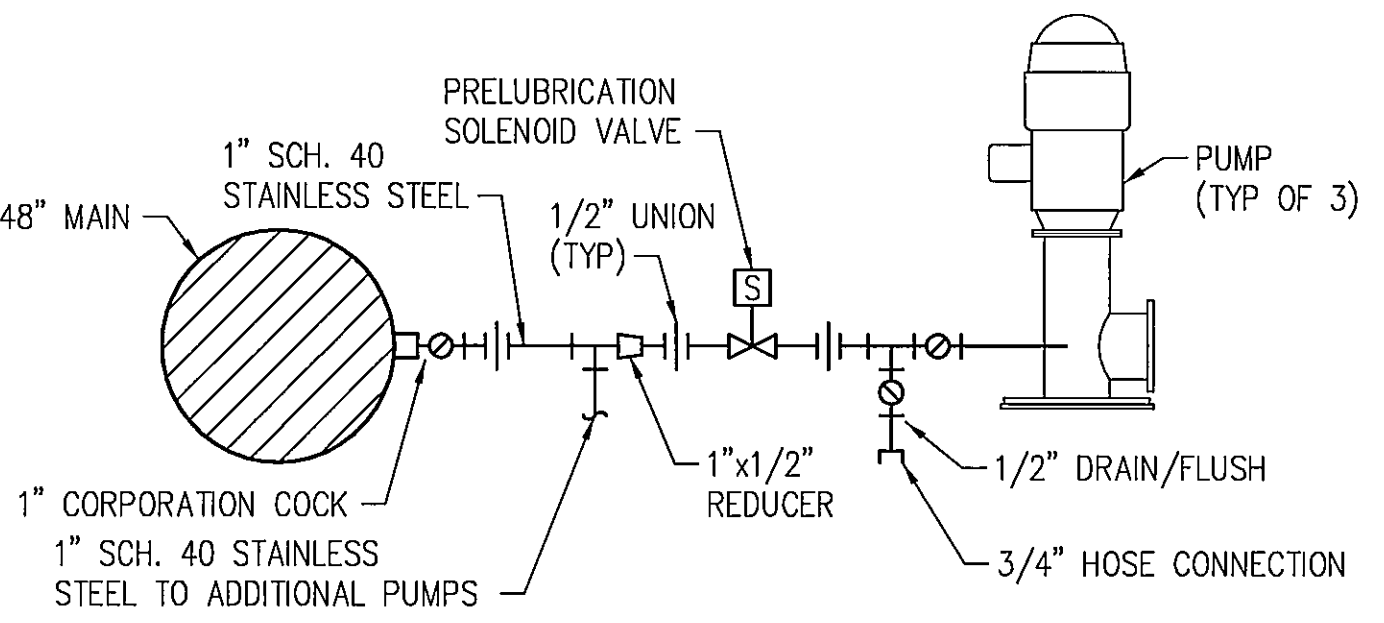 PRELUBRICATION
SOLENOID VALVE
1" SCH. 40
STAINLESS STEEL
48" MAIN
1/2" UNION
(TYP)
S
PUMP
(TYP OF 3)
1" CORPORATION COCK
1" SCH. 40 STAINLESS
STEEL TO ADDITIONAL PUMPS
1"x1/2"
REDUCER
1/2" DRAIN/FLUSH
3/4" HOSE CONNECTION